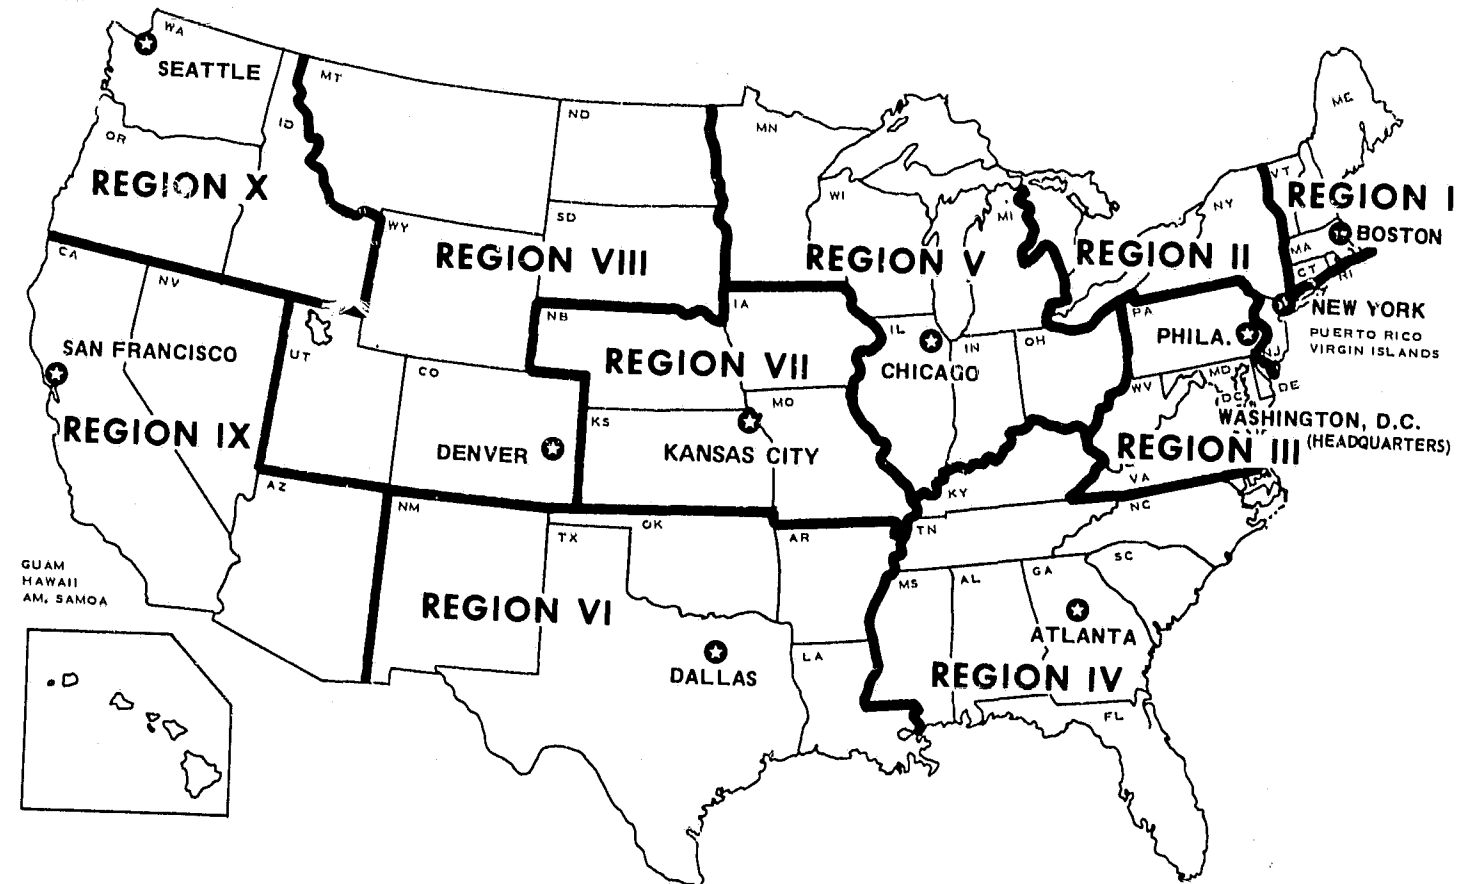 WA
SEATTLE
MT
ID
OR
REGION X
ND
MN
ME
VT
REGION I
WI
MI
NY
SD
WY
REGION VIII
REGION V
REGION II
MA
BOSTON
CT
RI
CA
NV
IA
NB
IL
IN
OH
PA
PHILA.
NEW YORK
PUERTO RICO
VIRGIN ISLANDS
NJ
SAN FRANCISCO
UT
CO
REGION VII
CHICAGO
MD
DE
DC
WV
KS
MO
WASHINGTON, D.C.
(HEADQUARTERS)
REGION IX
DENVER
KANSAS CITY
REGION III
VA
AZ
NM
KY
NC
TX
OK
AR
TN
SC
GUAM
HAWAII
AM. SAMOA
MS
AL
GA
REGION VI
ATLANTA
LA
DALLAS
REGION IV
FL